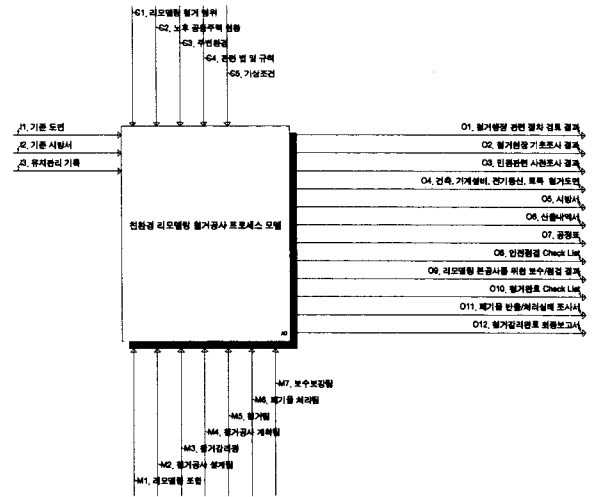 C1. 리모델링 철거 범위
C2. 노후 공동주택 현황
C3. 주변환경
C4. 관련 법 및 규격
C5. 기상조건
I1. 기준 도면
I2. 기준 시방서
I3. 유지관리 기록
친환경 리모델링 철거공사 프로세스 모델
A0
O1. 철거행정 관련 절차 검토 결과
O2. 철거현장 기초조사 결과
O3. 민원관련 사전조사 결과
O4. 건축, 기계설비, 전기통신, 토목 철거도면
O5. 시방서
O6. 산출내역서
O7. 공정표
O8. 안전점검 Check List
O9. 리모델링 본공사를 위한 보수/점검 결과
O10. 철거완료 Check List
O11. 폐기물 반출/처리실태 조사서
O12. 철거감리완료 최종보고서
M7. 보수보강팀
M6. 폐기물 처리팀
M5. 철거팀
M4. 철거공사 계획팀
M3. 철거감리원
M2. 철거공사 설계팀
M1. 리모델링 조합